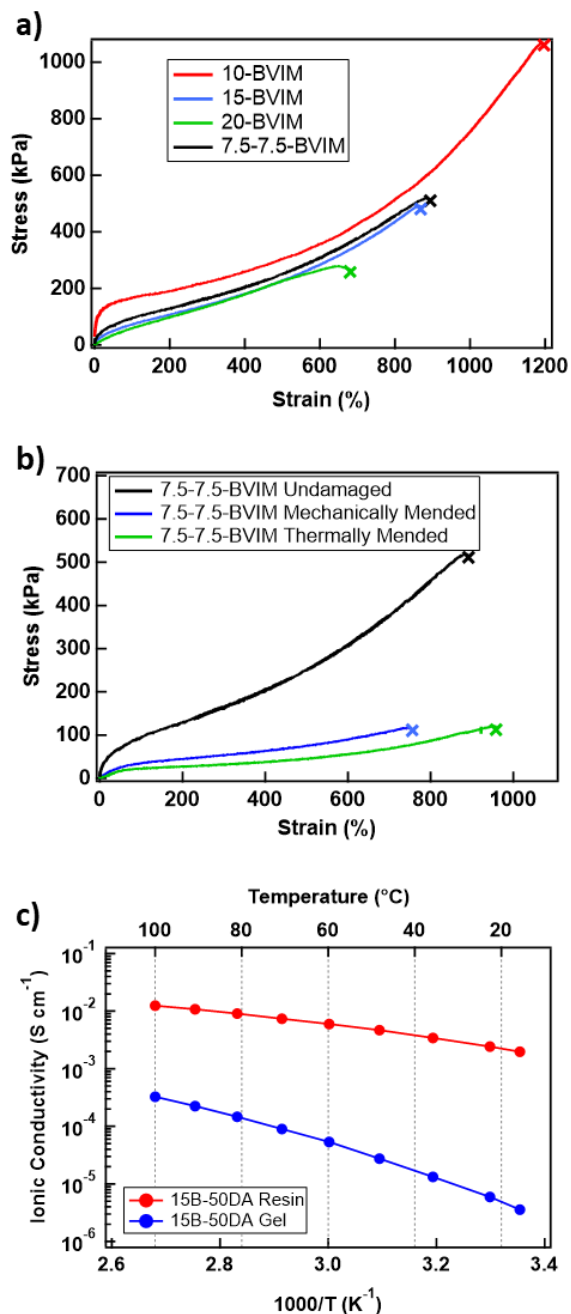 a)
1000
800
600
400
200
0
Stress (kPa)
10-BVIM
15-BVIM
20-BVIM
7.5-7.5-BVIM
0 200 400 600 800 1000 1200
Strain (%)
b)
700
600
500
400
300
200
100
0
Stress (kPa)
7.5-7.5-BVIM Undamaged
7.5-7.5-BVIM Mechanically Mended
7.5-7.5-BVIM Thermally Mended
0 200 400 600 800 1000
Strain (%)
c)
Temperature (°C)
100 80 60 40 20
10-1
10-2
10-3
10-4
10-5
10-6
Ionic Conductivity (S cm-1)
15B-50DA Resin
15B-50DA Gel
2.6 2.8 3.0 3.2 3.4
1000/T (K-1)